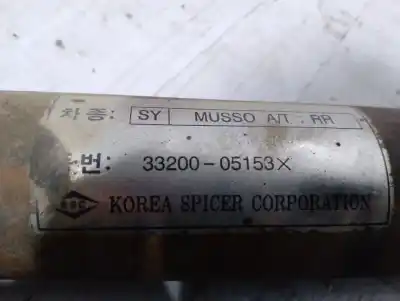 차종: SY MUSSO A/T : RR
번: 33200-05153X
KOREA SPICER CORPORATION